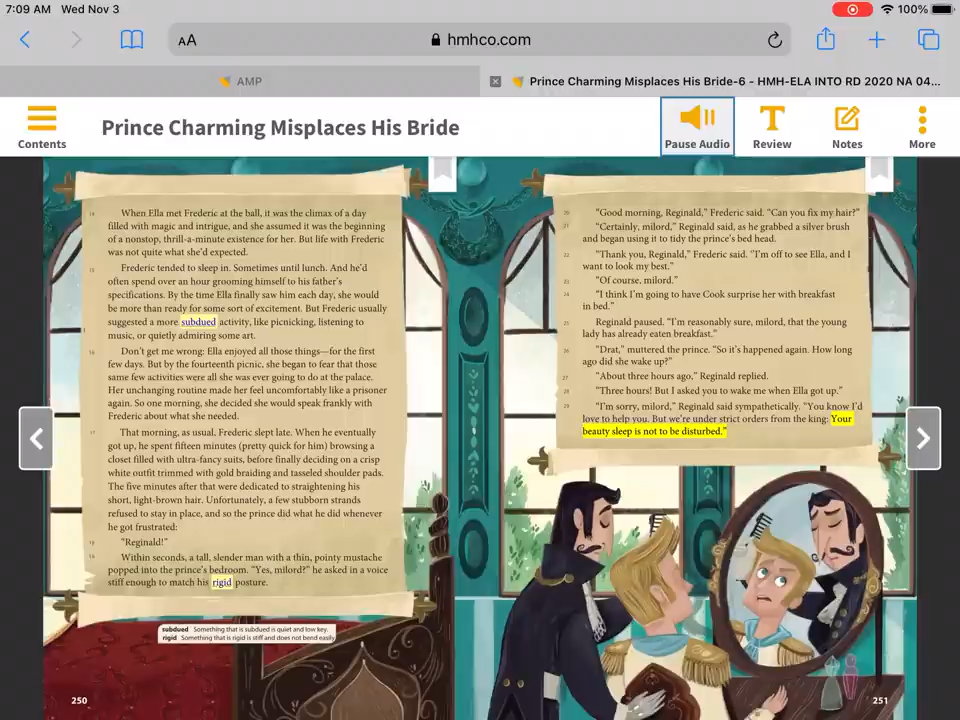 7:09 AM Wed Nov 3
100%
AA
hmhco.com
AMP
Prince Charming Misplaces His Bride-6 - HMH-ELA INTO RD 2020 NA 04...
Contents
Prince Charming Misplaces His Bride
Pause Audio
Review
Notes
More
14 When Ella met Frederic at the ball, it was the climax of a day
filled with magic and intrigue, and she assumed it was the beginning
of a nonstop, thrill-a-minute existence for her. But life with Frederic
was not quite what she'd expected.
15 Frederic tended to sleep in. Sometimes until lunch. And he'd
often spend over an hour grooming himself to his father's
specifications. By the time Ella finally saw him each day, she would
be more than ready for some sort of excitement. But Frederic usually
suggested a more subdued activity, like picnicking, listening to
music, or quietly admiring some art.
16 Don't get me wrong: Ella enjoyed all those things—for the first
few days. But by the fourteenth picnic, she began to fear that those
same few activities were all she was ever going to do at the palace.
Her unchanging routine made her feel uncomfortably like a prisoner
again. So one morning, she decided she would speak frankly with
Frederic about what she needed.
17 That morning, as usual, Frederic slept late. When he eventually
got up, he spent fifteen minutes (pretty quick for him) browsing a
closet filled with ultra-fancy suits, before finally deciding on a crisp
white outfit trimmed with gold braiding and tasseled shoulder pads.
The five minutes after that were dedicated to straightening his
short, light-brown hair. Unfortunately, a few stubborn strands
refused to stay in place, and so the prince did what he did whenever
he got frustrated:
18 "Reginald!"
19 Within seconds, a tall, slender man with a thin, pointy mustache
popped into the prince's bedroom. "Yes, milord?" he asked in a voice
stiff enough to match his rigid posture.
subdued Something that is subdued is quiet and low key.
rigid Something that is rigid is stiff and does not bend easily.
250
20 "Good morning, Reginald," Frederic said. "Can you fix my hair?"
21 "Certainly, milord," Reginald said, as he grabbed a silver brush
and began using it to tidy the prince's bed head.
22 "Thank you, Reginald," Frederic said. "I'm off to see Ella, and I
want to look my best."
23 "Of course, milord."
24 "I think I'm going to have Cook surprise her with breakfast
in bed."
25 Reginald paused. "I'm reasonably sure, milord, that the young
lady has already eaten breakfast."
26 "Drat," muttered the prince. "So it's happened again. How long
ago did she wake up?"
27 "About three hours ago," Reginald replied.
28 "Three hours! But I asked you to wake me when Ella got up."
29 "I'm sorry, milord," Reginald said sympathetically. "You know I'd
love to help you. But we're under strict orders from the king: Your
beauty sleep is not to be disturbed."
251